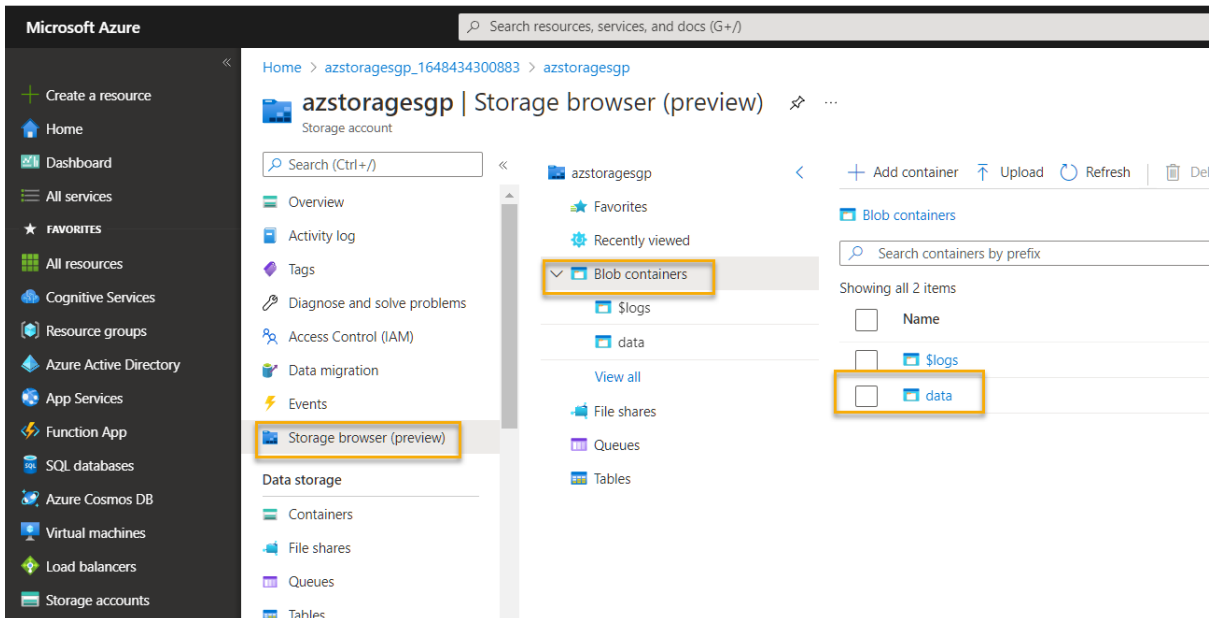 Microsoft Azure
Search resources, services, and docs (G+/)
Create a resource
Home
Dashboard
All services
FAVORITES
All resources
Cognitive Services
Resource groups
Azure Active Directory
App Services
Function App
SQL databases
Azure Cosmos DB
Virtual machines
Load balancers
Storage accounts
Home > azstoragesgp_1648434300883 > azstoragesgp
azstoragesgp | Storage browser (preview) ...
Storage account
Search (Ctrl+/)
Overview
Activity log
Tags
Diagnose and solve problems
Access Control (IAM)
Data migration
Events
Storage browser (preview)
Data storage
Containers
File shares
Queues
Tables
azstoragesgp
Favorites
Recently viewed
Blob containers
$logs
data
View all
File shares
Queues
Tables
Add container Upload Refresh
Blob containers
Search containers by prefix
Showing all 2 items
Name
$logs
data